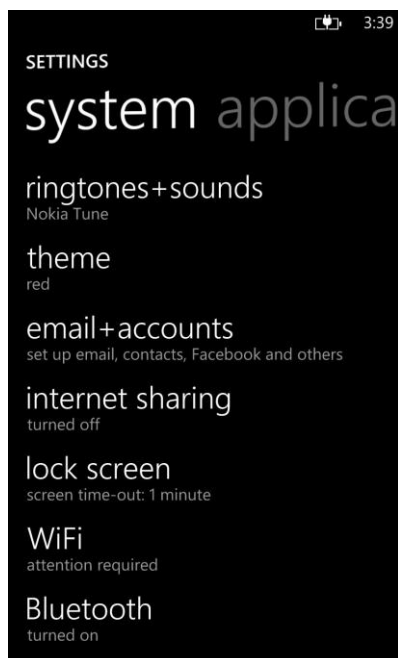 3:39
SETTINGS
system applica
ringtones+sounds
Nokia Tune
theme
red
email+accounts
set up email, contacts, Facebook and others
internet sharing
turned off
lock screen
screen time-out: 1 minute
WiFi
attention required
Bluetooth
turned on